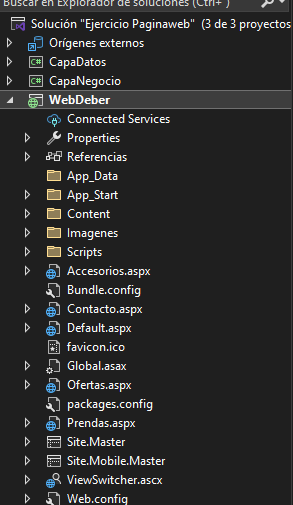 Buscar en Explorador de soluciones (Ctrl+¨)
Solución "Ejercicio Paginaweb" (3 de 3 proyectos
Orígenes externos
C# CapaDatos
C# CapaNegocio
WebDeber
Connected Services
Properties
Referencias
App_Data
App_Start
Content
Imagenes
Scripts
Accesorios.aspx
Bundle.config
Contacto.aspx
Default.aspx
favicon.ico
Global.asax
Ofertas.aspx
packages.config
Prendas.aspx
Site.Master
Site.Mobile.Master
ViewSwitcher.ascx
Web.config